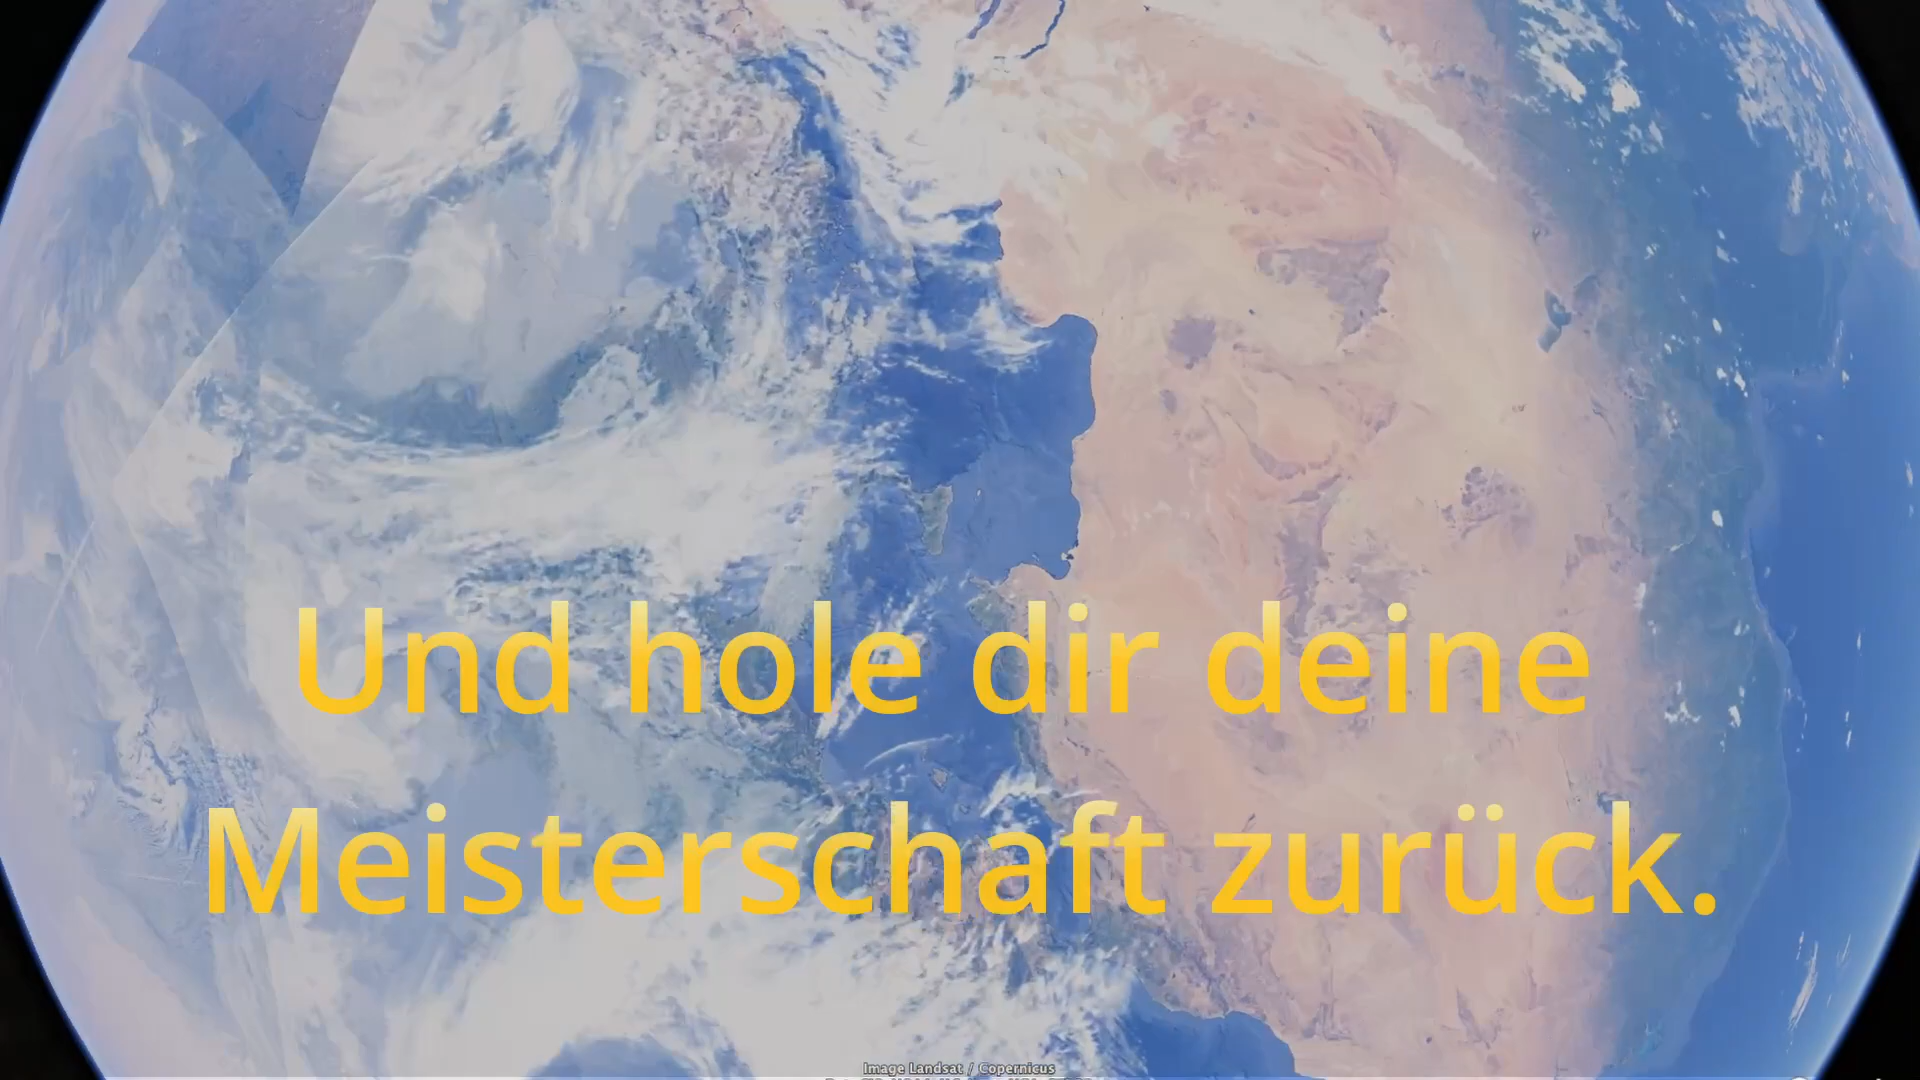 Und hole dir deine
Meisterschaft zurück.
Image Landsat / Copernicus